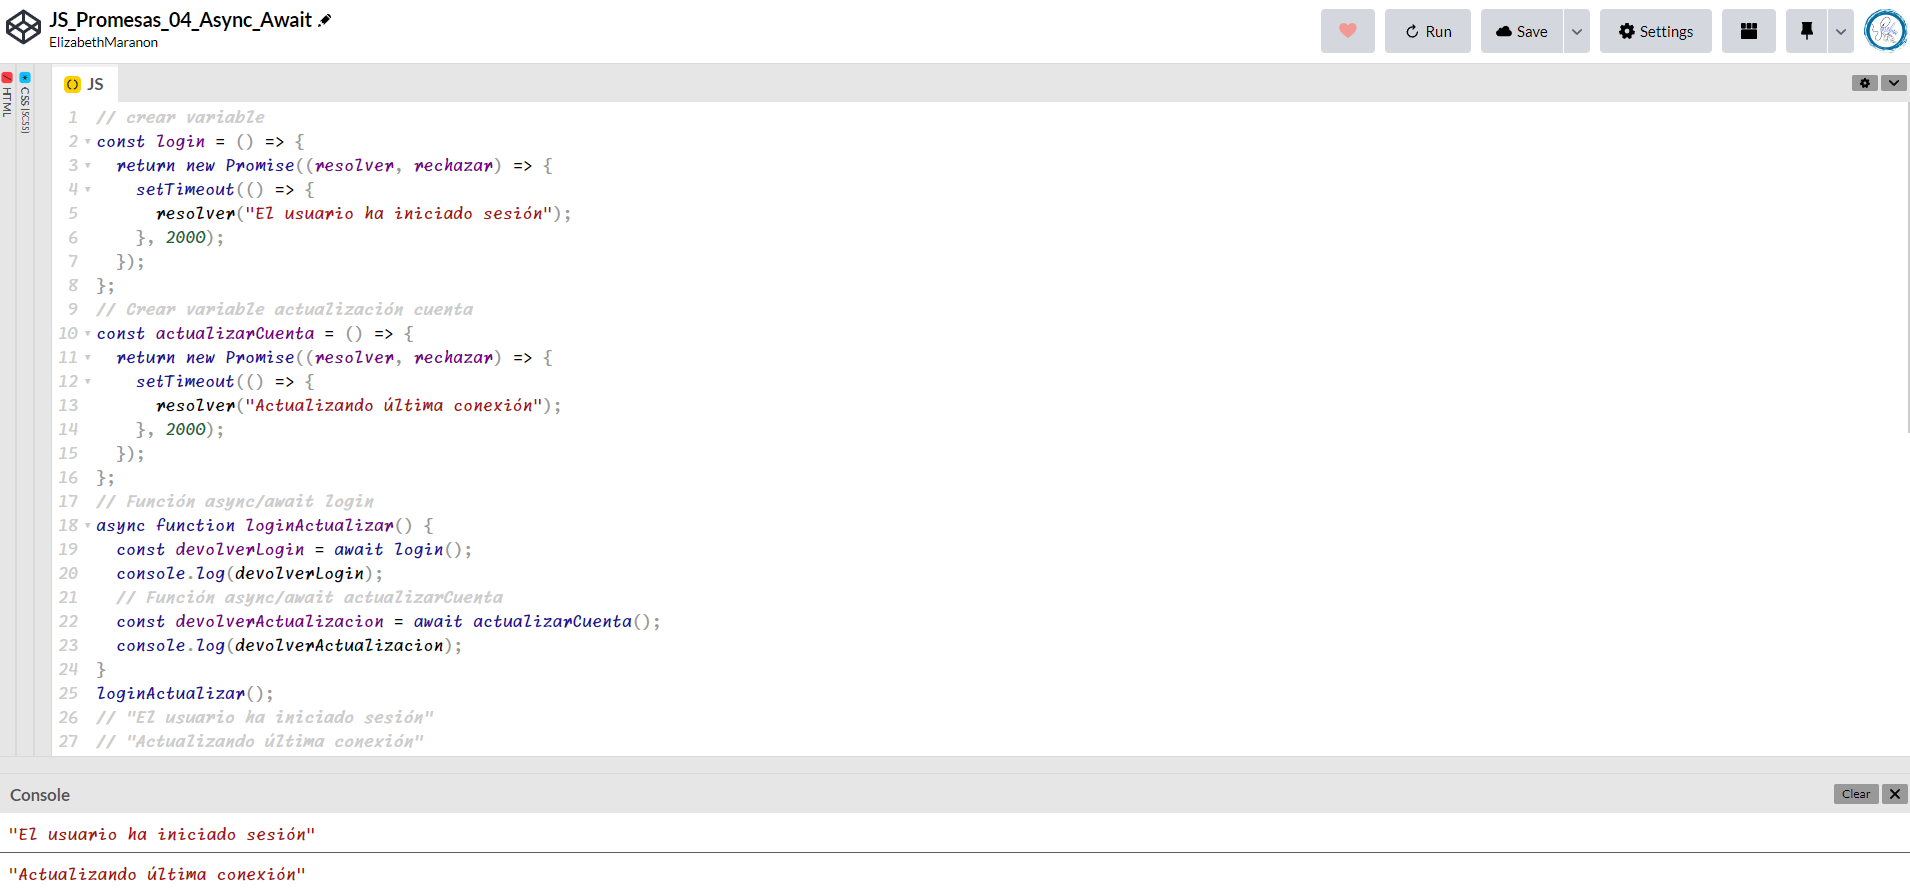 JS_Promesas_04_Async_Await
ElizabethMaranon
Run
Save
Settings
HTML
CSS (SCSS)
JS
1 // crear variable
2 const login = () => {
3   return new Promise((resolver, rechazar) => {
4     setTimeout(() => {
5       resolver("El usuario ha iniciado sesión");
6     }, 2000);
7   });
8 };
9 // Crear variable actualización cuenta
10 const actualizarCuenta = () => {
11   return new Promise((resolver, rechazar) => {
12     setTimeout(() => {
13       resolver("Actualizando última conexión");
14     }, 2000);
15   });
16 };
17 // Función async/await login
18 async function loginActualizar() {
19   const devolverLogin = await login();
20   console.log(devolverLogin);
21   // Función async/await actualizarCuenta
22   const devolverActualizacion = await actualizarCuenta();
23   console.log(devolverActualizacion);
24 }
25 loginActualizar();
26 // "El usuario ha iniciado sesión"
27 // "Actualizando última conexión"
Console
Clear
"El usuario ha iniciado sesión"
"Actualizando última conexión"